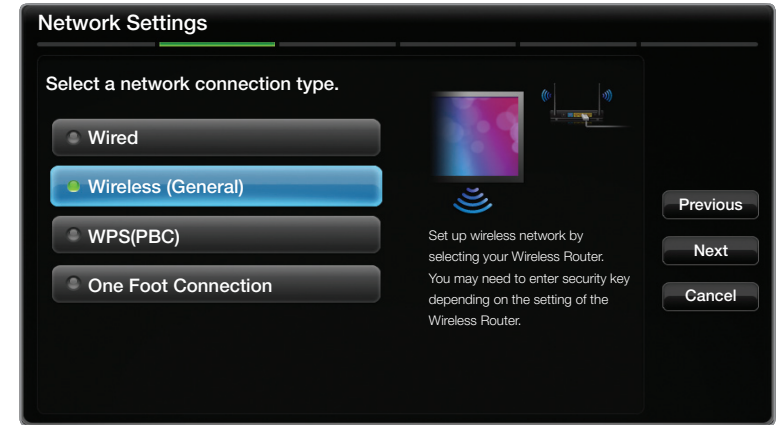 Network Settings
Select a network connection type.
Wired
Wireless (General)
WPS(PBC)
One Foot Connection
Set up wireless network by
selecting your Wireless Router.
You may need to enter security key
depending on the setting of the
Wireless Router.
Previous
Next
Cancel